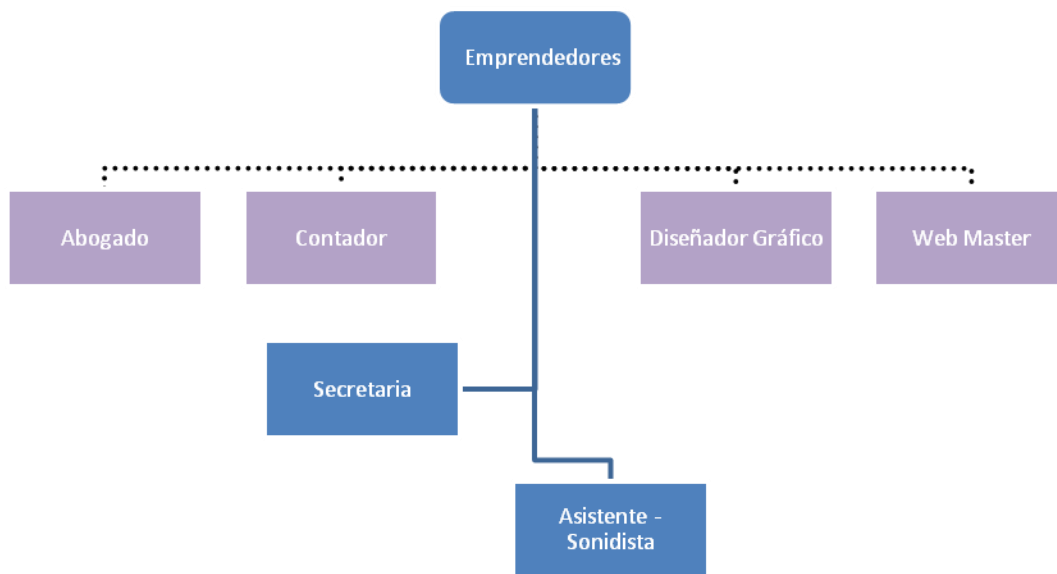 Emprendedores
Abogado
Contador
Diseñador Gráfico
Web Master
Secretaria
Asistente -
Sonidista